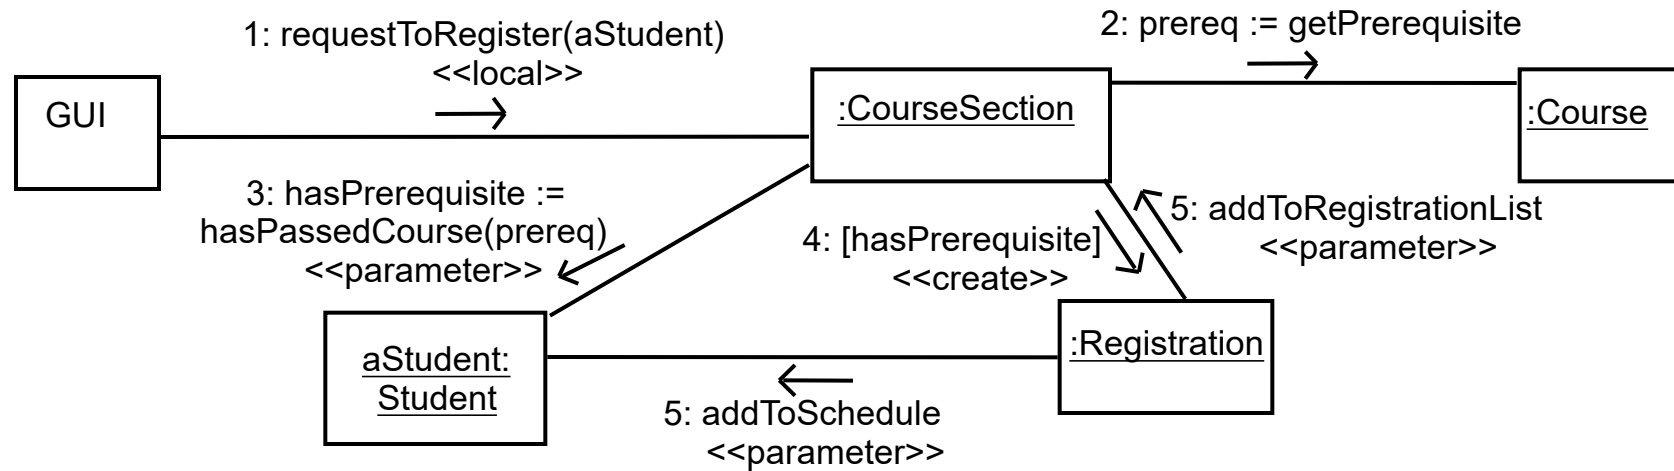 1: requestToRegister(aStudent)
<<local>>
2: prereq := getPrerequisite
GUI
:CourseSection
:Course
3: hasPrerequisite :=
hasPassedCourse(prereq)
<<parameter>>
4: [hasPrerequisite]
<<create>>
5: addToRegistrationList
<<parameter>>
aStudent:
Student
:Registration
5: addToSchedule
<<parameter>>